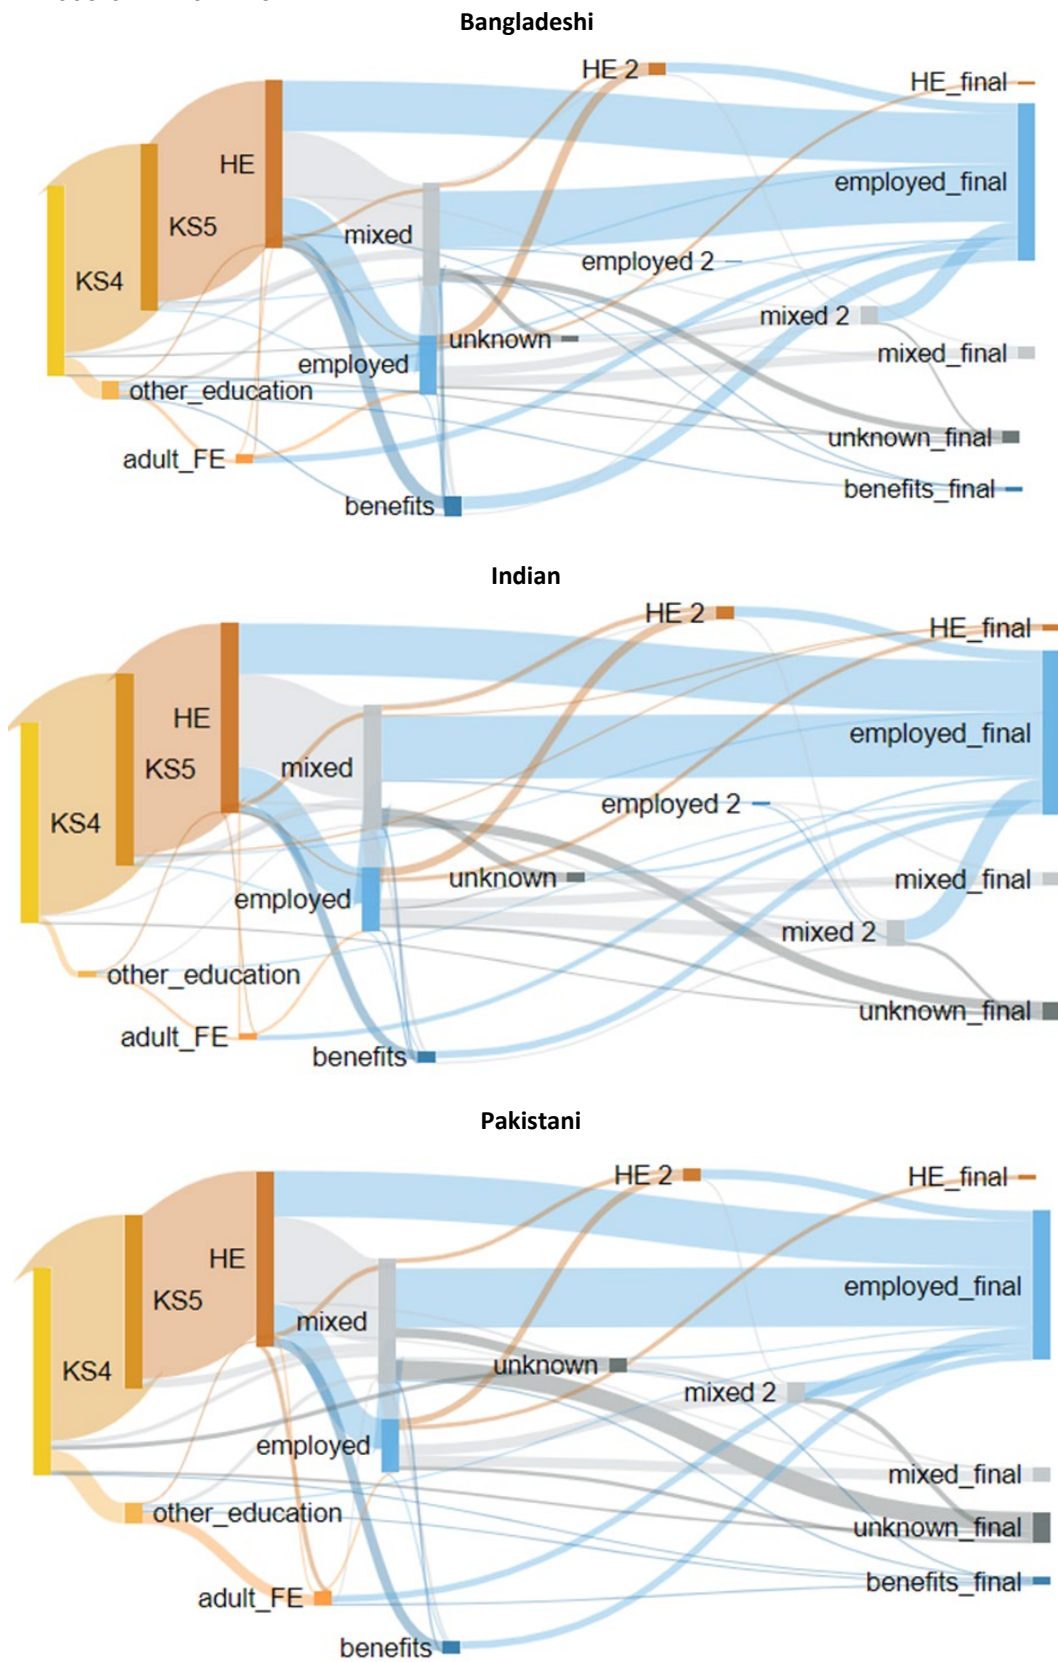 Bangladeshi
HE 2
HE_final
HE
employed_final
KS5
mixed
employed 2
KS4
mixed 2
unknown
mixed_final
employed
other_education
unknown_final
adult_FE
benefits_final
benefits
Indian
HE 2
HE_final
HE
employed_final
KS5
mixed
employed 2
KS4
unknown
mixed_final
employed
mixed 2
other_education
unknown_final
adult_FE
benefits
Pakistani
HE 2
HE_final
HE
employed_final
KS5
mixed
unknown
KS4
mixed 2
employed
mixed_final
other_education
unknown_final
benefits_final
adult_FE
benefits